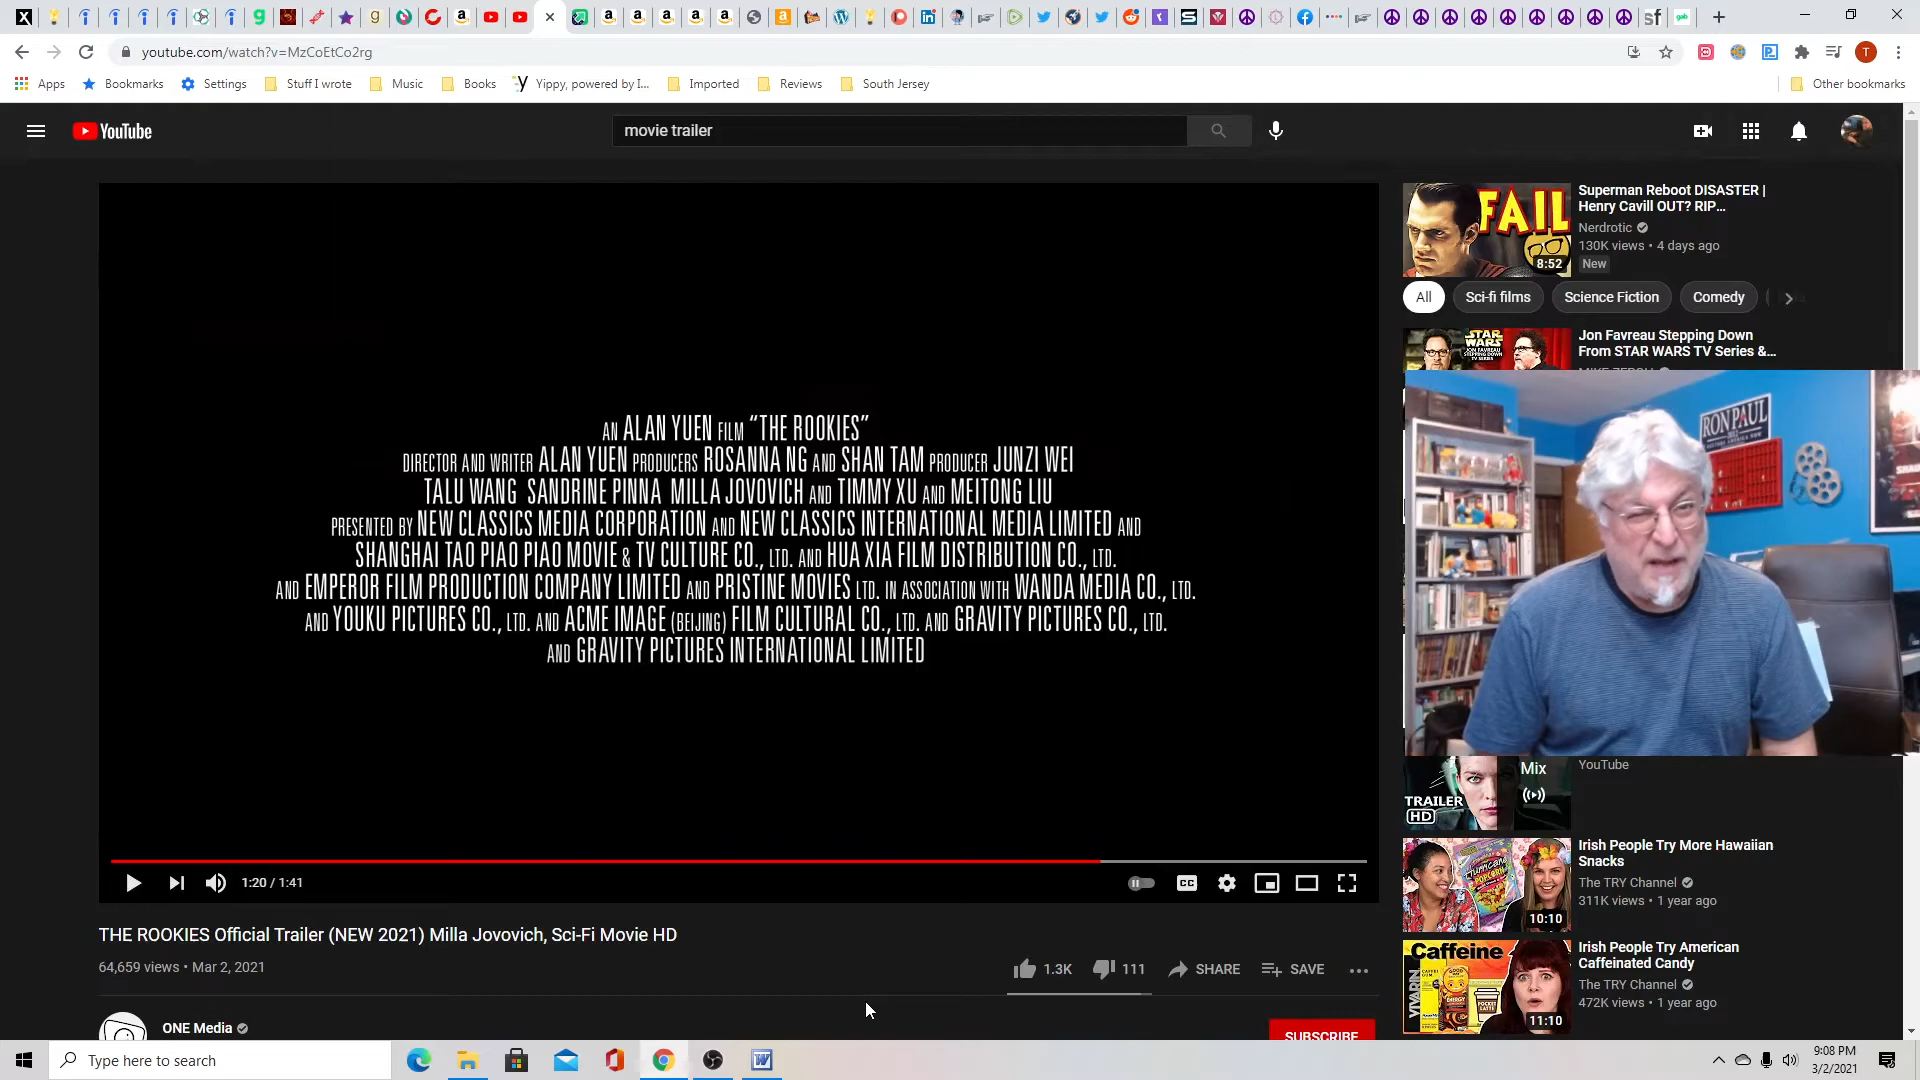 youtube.com/watch?v=MzCoEtCo2rg
Apps
Bookmarks
Settings
Stuff I wrote
Music
Books
Yippy, powered by I...
Imported
Reviews
South Jersey
Other bookmarks
YouTube
movie trailer
AN ALAN YUEN FILM “THE ROOKIES”
DIRECTOR AND WRITER ALAN YUEN PRODUCERS ROSANNA NG AND SHAN TAM PRODUCER JUNZI WEI
TALU WANG SANDRINE PINNA MILLA JOVOVICH AND TIMMY XU AND MEITONG LIU
PRESENTED BY NEW CLASSICS MEDIA CORPORATION AND NEW CLASSICS INTERNATIONAL MEDIA LIMITED AND
SHANGHAI TAO PIAO PIAO MOVIE & TV CULTURE CO., LTD. AND HUA XIA FILM DISTRIBUTION CO., LTD.
AND EMPEROR FILM PRODUCTION COMPANY LIMITED AND PRISTINE MOVIES LTD. IN ASSOCIATION WITH WANDA MEDIA CO., LTD.
AND YOUKU PICTURES CO., LTD. AND ACME IMAGE (BEIJING) FILM CULTURAL CO., LTD. AND GRAVITY PICTURES CO., LTD.
AND GRAVITY PICTURES INTERNATIONAL LIMITED
1:20 / 1:41
THE ROOKIES Official Trailer (NEW 2021) Milla Jovovich, Sci-Fi Movie HD
64,659 views • Mar 2, 2021
1.3K
111
SHARE
SAVE
ONE Media
SUBSCRIBE
FAIL
8:52
Superman Reboot DISASTER |
Henry Cavill OUT? RIP...
Nerdrotic
130K views • 4 days ago
New
All
Sci-fi films
Science Fiction
Comedy
STAR
WARS
Jon Favreau Stepping Down
From STAR WARS TV Series &...
RON PAUL
TRAILER
HD
Mix
YouTube
10:10
Irish People Try More Hawaiian
Snacks
The TRY Channel
311K views • 1 year ago
Caffeine
VIVARIN
11:10
Irish People Try American
Caffeinated Candy
The TRY Channel
472K views • 1 year ago
Type here to search
9:08 PM
3/2/2021